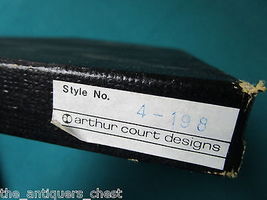 Style No.
4-198
arthur court designs
the_antiquers_chest